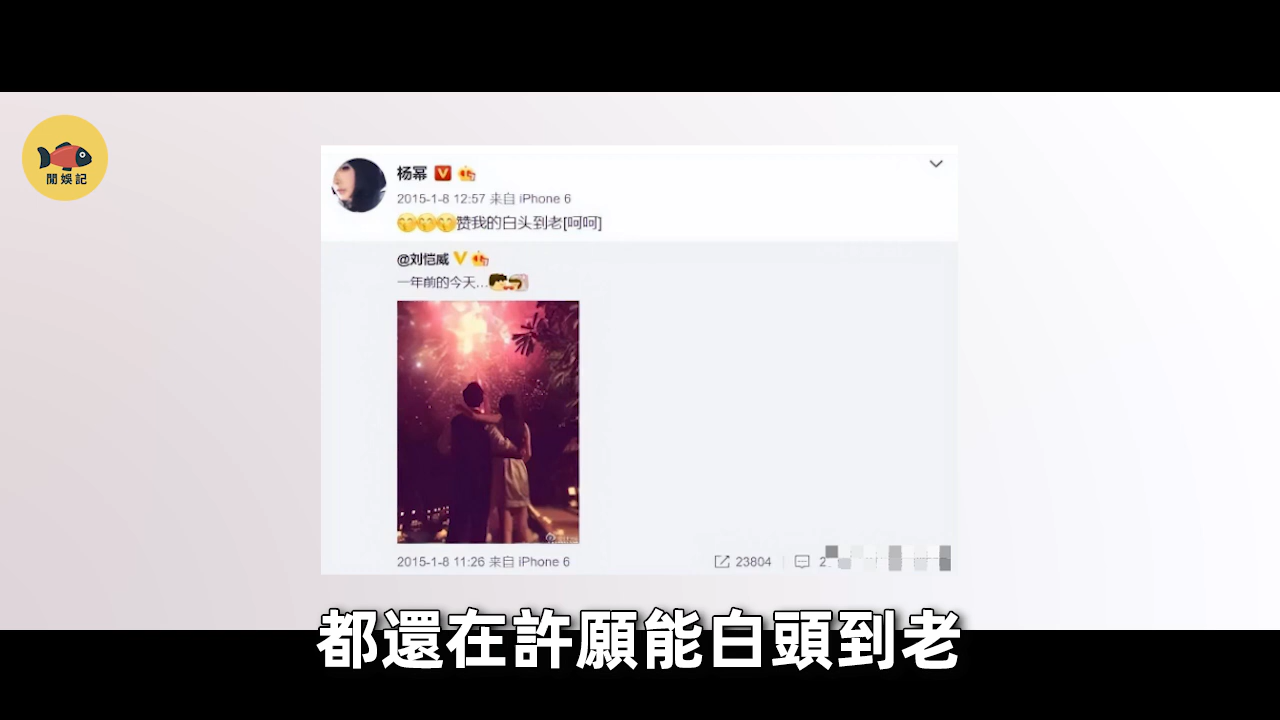 閒娛記
杨幂
2015-1-8 12:57 来自 iPhone 6
赞我的白头到老[呵呵]
@刘恺威
一年前的今天...
2015-1-8 11:26 来自 iPhone 6
23804
2
都還在許願能白頭到老